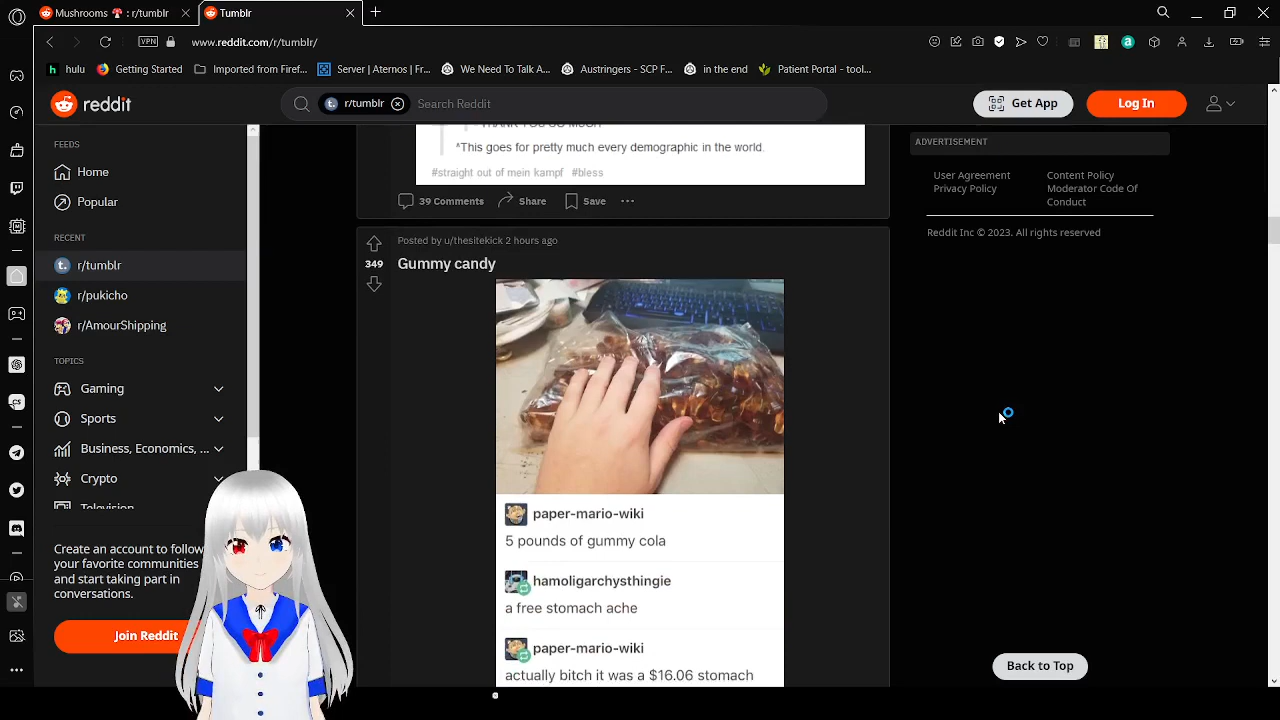 Mushrooms 🍄 : r/tumblr
Tumblr
VPN
www.reddit.com/r/tumblr/
hulu
Getting Started
Imported from Firef...
Server | Aternos | Fr...
We Need To Talk A...
Austringers - SCP F...
in the end
Patient Portal - tool...
reddit
r/tumblr
Search Reddit
Get App
Log In
FEEDS
Home
Popular
RECENT
r/tumblr
r/pukicho
r/AmourShipping
TOPICS
Gaming
Sports
Business, Economics, ...
Crypto
Television
Create an account to follow
your favorite communities
and start taking part in
conversations.
Join Reddit
THANK YOU SO MUCH
^This goes for pretty much every demographic in the world.
#straight out of mein kampf #bless
39 Comments
Share
Save
Posted by u/thesitekick 2 hours ago
349
Gummy candy
paper-mario-wiki
5 pounds of gummy cola
hamoligarchysthingie
a free stomach ache
paper-mario-wiki
actually bitch it was a $16.06 stomach
ADVERTISEMENT
User Agreement
Privacy Policy
Content Policy
Moderator Code Of
Conduct
Reddit Inc © 2023. All rights reserved
Back to Top